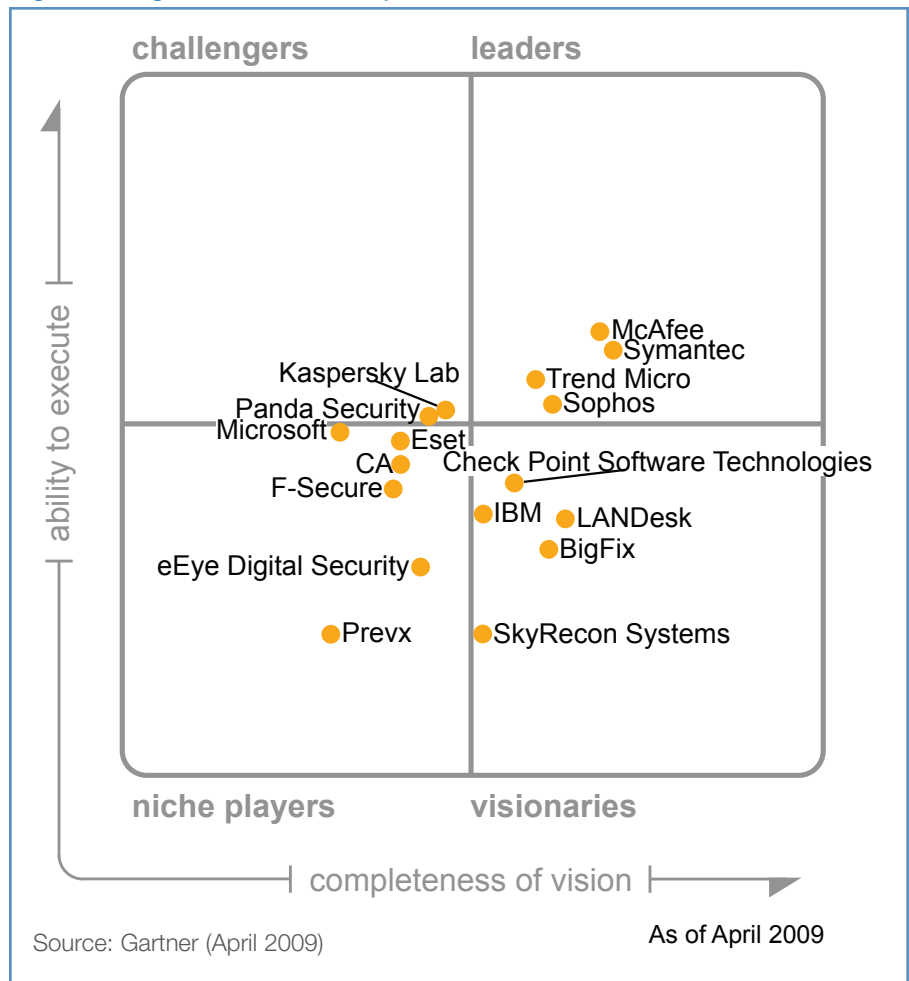 challengers
leaders
ability to execute
McAfee
Symantec
Kaspersky Lab
Trend Micro
Panda Security
Sophos
Microsoft
Eset
CA
Check Point Software Technologies
F-Secure
IBM
LANDesk
BigFix
eEye Digital Security
Prevx
SkyRecon Systems
niche players
visionaries
completeness of vision
Source: Gartner (April 2009)
As of April 2009